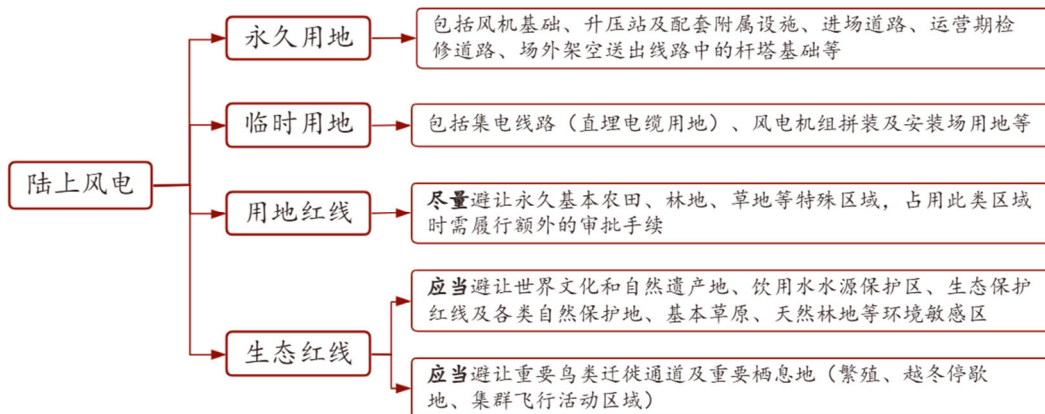 陆上风电
永久用地
包括风机基础、升压站及配套附属设施、进场道路、运营期检
修道路、场外架空送出线路中的杆塔基础等
临时用地
包括集电线路（直埋电缆用地）、风电机组拼装及安装场用地等
用地红线
尽量避让永久基本农田、林地、草地等特殊区域，占用此类区域
时需履行额外的审批手续
生态红线
应当避让世界文化和自然遗产地、饮用水水源保护区、生态保护
红线及各类自然保护地、基本草原、天然林地等环境敏感区
应当避让重要鸟类迁徙通道及重要栖息地（繁殖、越冬停歇
地、集群飞行活动区域）